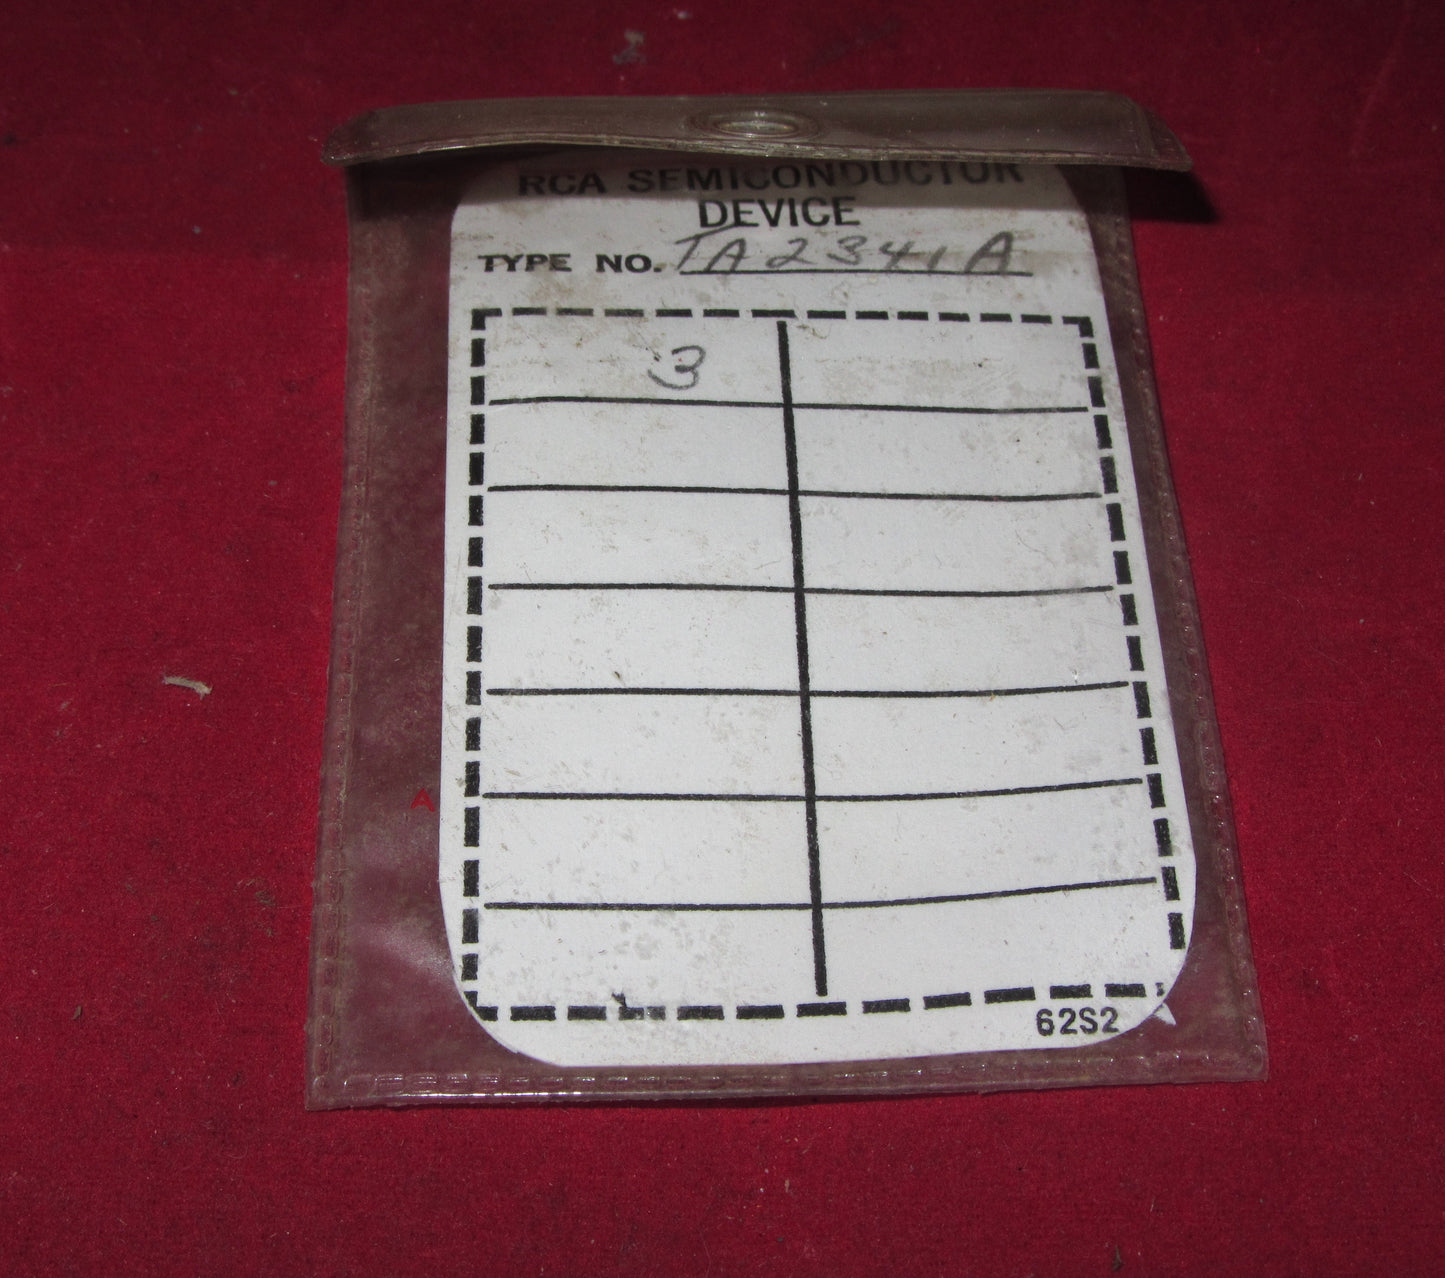 RCA SEMICONDUCTOR
DEVICE
TYPE NO. TA2341A
3
A
62S2